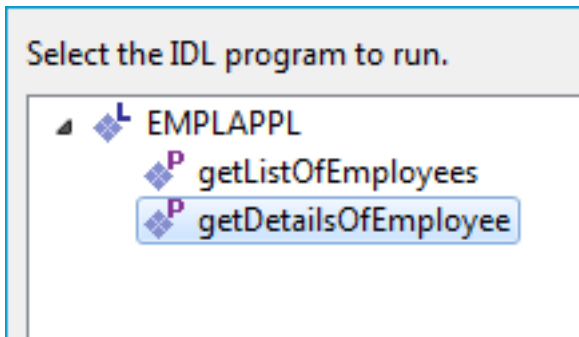 Select the IDL program to run.
L EMPLAPPL
P getListOfEmployees
P getDetailsOfEmployee